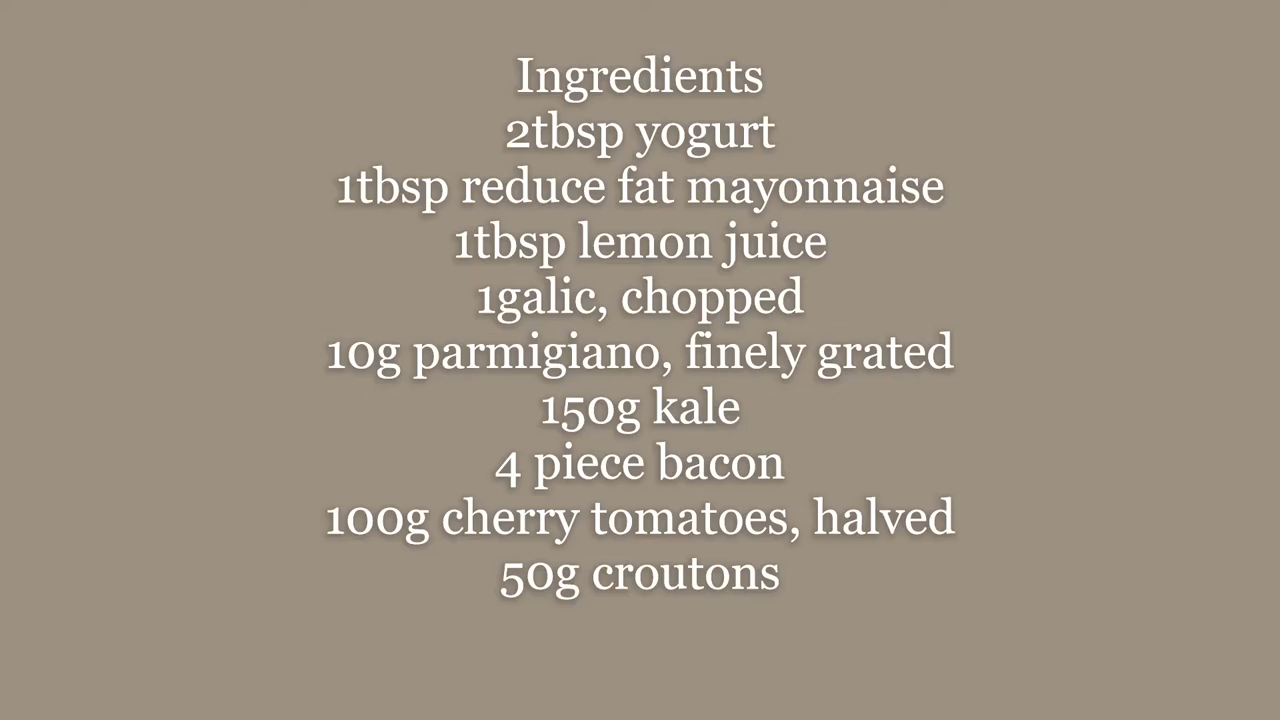 Ingredients
2tbsp yogurt
1tbsp reduce fat mayonnaise
1tbsp lemon juice
1galic, chopped
10g parmigiano, finely grated
150g kale
4 piece bacon
100g cherry tomatoes, halved
50g croutons